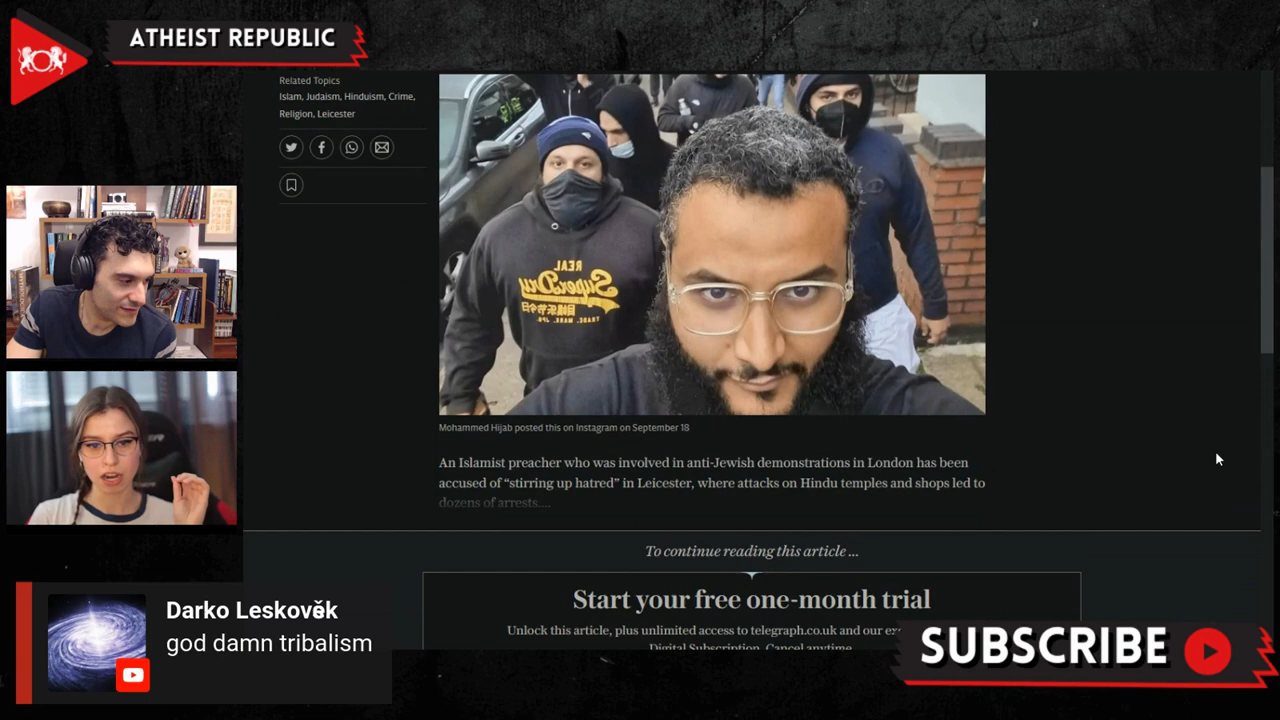 ATHEIST REPUBLIC
Related Topics
Islam, Judaism, Hinduism, Crime,
Religion, Leicester
REAL
SuperDry
Mohammed Hijab posted this on Instagram on September 18
An Islamist preacher who was involved in anti-Jewish demonstrations in London has been
accused of “stirring up hatred” in Leicester, where attacks on Hindu temples and shops led to
dozens of arrests....
To continue reading this article ...
Start your free one-month trial
Unlock this article, plus unlimited access to telegraph.co.uk and our
Digital Subscription. Cancel anytime.
Darko Leskověk
god damn tribalism
SUBSCRIBE